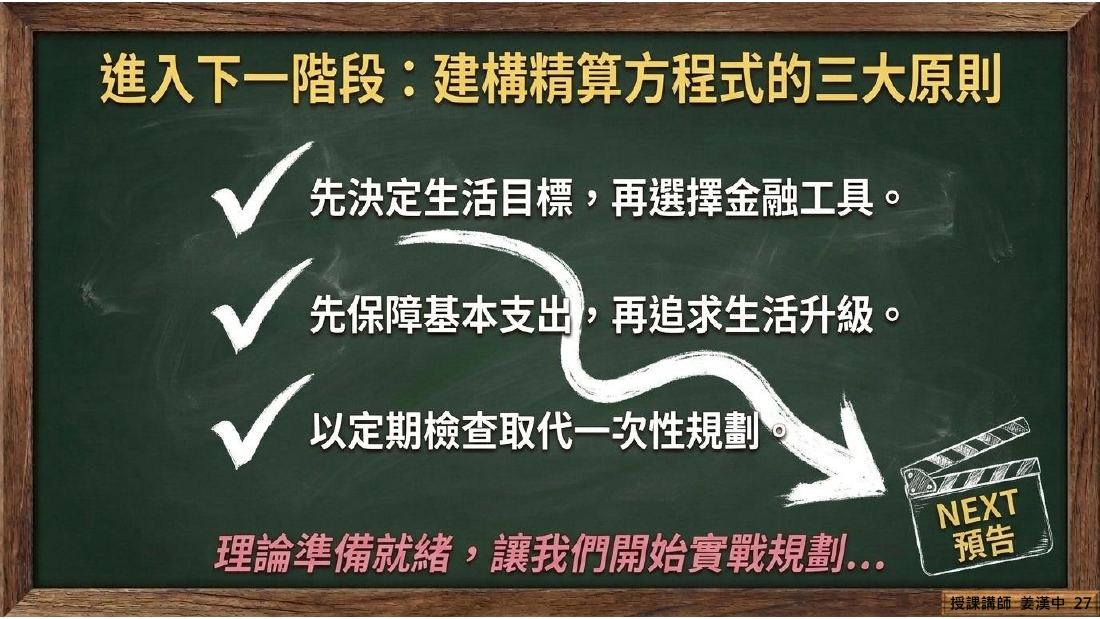 進入下一階段：建構精算方程式的三大原則
先決定生活目標，再選擇金融工具。
先保障基本支出，再追求生活升級。
以定期檢查取代一次性規劃。
NEXT
預告
理論準備就緒，讓我們開始實戰規劃...
授課講師 姜漢中 27